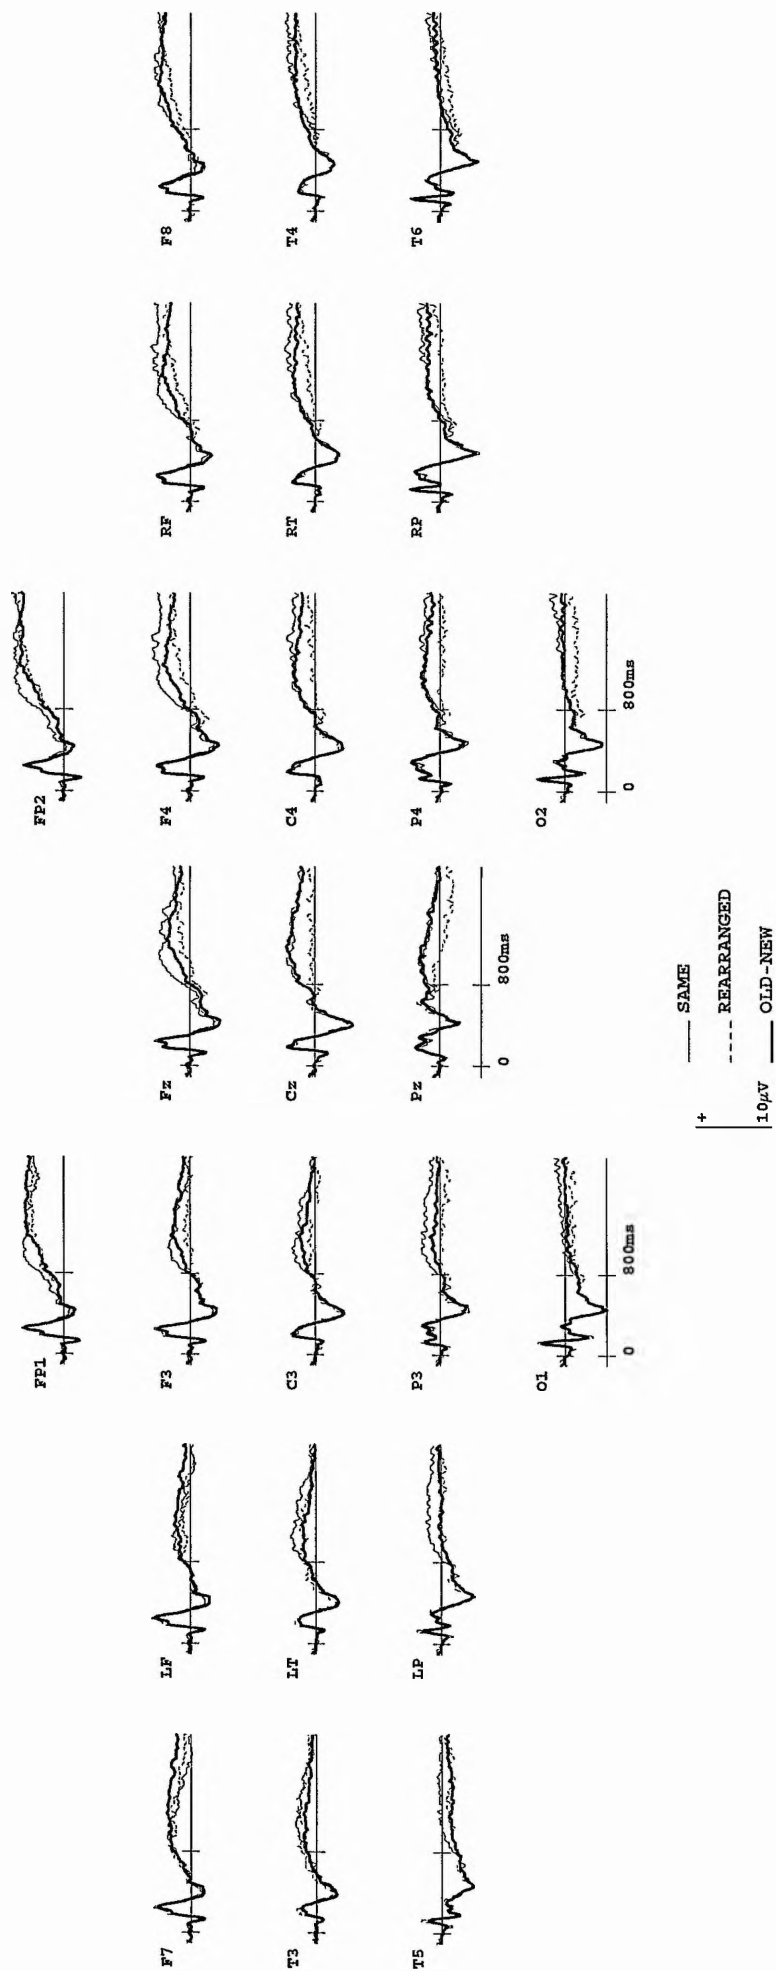 FP1
FP2
F7
LF
F3
Fz
F4
RF
F8
T3
LT
C3
Cz
C4
RT
T4
T5
LP
P3
Pz
P4
RP
T6
O1
O2
0 800ms
0 800ms
0 800ms
+
10µV
SAME
REARRANGED
OLD-NEW